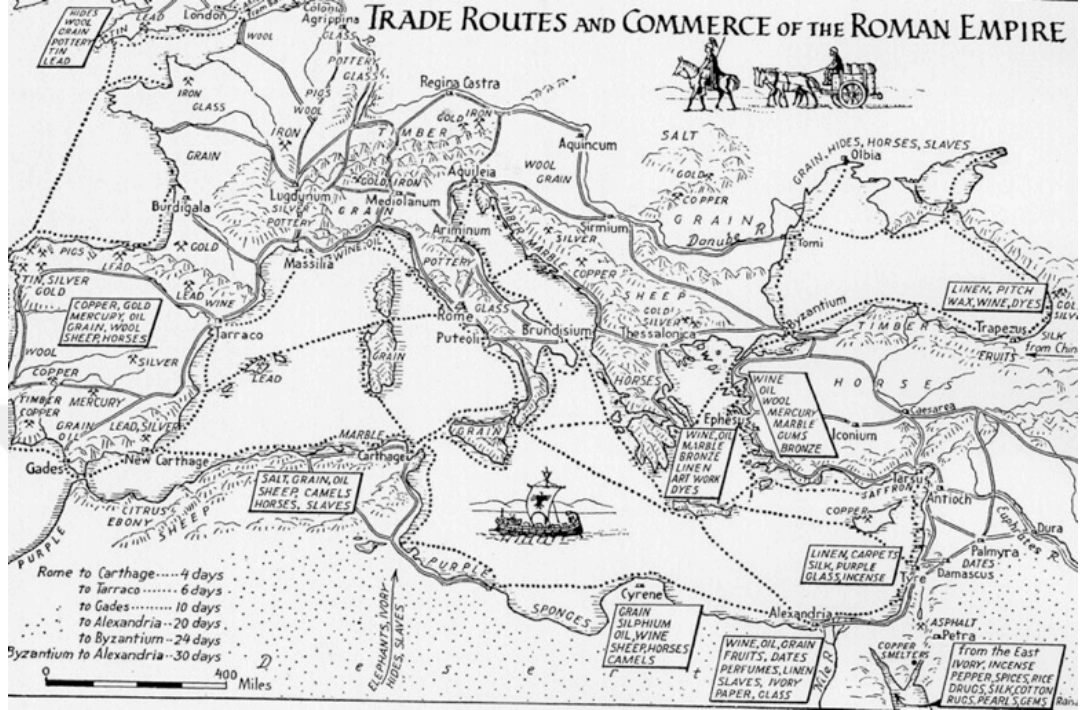 TRADE ROUTES AND COMMERCE OF THE ROMAN EMPIRE
HIDES
WOOL
GRAIN
POTTERY
TIN
LEAD
TIN
LEAD
London
Colonia
Agrippina
WOOL
GLASS
POTTERY
GLASS
PIGS
WOOL
IRON
GLASS
IRON
GRAIN
Regina Castra
GOLD IRON
TIMBER
Aquincum
SALT
GOLD
COPPER
GRAIN, HIDES, HORSES, SLAVES
Olbia
WOOL
GRAIN
GRAIN
Danube R
Tomi
Aquileia
GOLD IRON
Mediolanum
Lugdunum
SILVER
POTTERY
GRAIN
Burdigala
GOLD
Massilia
WINE, OIL
Ariminum
POTTERY
TIMBER MARBLE
SILVER
Sirmium
COPPER
SHEEP
GOLD
SILVER
Thessalonica
Byzantium
TIMBER
Trapezus
GOLD
SILVER
SILK
from China
FRUITS
LINEN, PITCH
WAX, WINE, DYES
PIGS
LEAD
TIN, SILVER
GOLD
LEAD
WINE
COPPER, GOLD
MERCURY, OIL
GRAIN, WOOL
SHEEP, HORSES
Tarraco
Rome
GLASS
Puteoli
Brundisium
GRAIN
LEAD
WOOL
SILVER
COPPER
TIMBER
COPPER
MERCURY
GRAIN
OIL
LEAD, SILVER
Gades
New Carthage
MARBLE
Carthage
GRAIN
HORSES
Ephesus
WINE
OIL
WOOL
MERCURY
MARBLE
GUMS
BRONZE
HORSES
Caesarea
Iconium
WINE, OIL
MARBLE
BRONZE
LINEN
ART WORK
DYES
Tarsus
SAFFRON
Antioch
COPPER
Euphrates R
Dura
Palmyra
DATES
Damascus
Tyre
LINEN, CARPETS
SILK, PURPLE
GLASS, INCENSE
SALT, GRAIN, OIL
SHEEP, CAMELS
HORSES, SLAVES
CITRUS
EBONY
SHEEP
PURPLE
PURPLE
SPONGES
Cyrene
GRAIN
SILPHIUM
OIL, WINE
SHEEP, HORSES
CAMELS
Alexandria
WINE, OIL, GRAIN
FRUITS, DATES
PERFUMES, LINEN
SLAVES, IVORY
PAPER, GLASS
Nile R
ASPHALT
Petra
COPPER
SMELTERS
from the East
IVORY, INCENSE
PEPPER, SPICES, RICE
DRUGS, SILK, COTTON
RUGS, PEARLS, GEMS
ELEPHANTS, IVORY
HIDES, SLAVES
Desert
Rome to Carthage.....4 days
to Tarraco........6 days
to Gades.........10 days
to Alexandria...20 days
to Byzantium..24 days
Byzantium to Alexandria..30 days
0 400
Miles